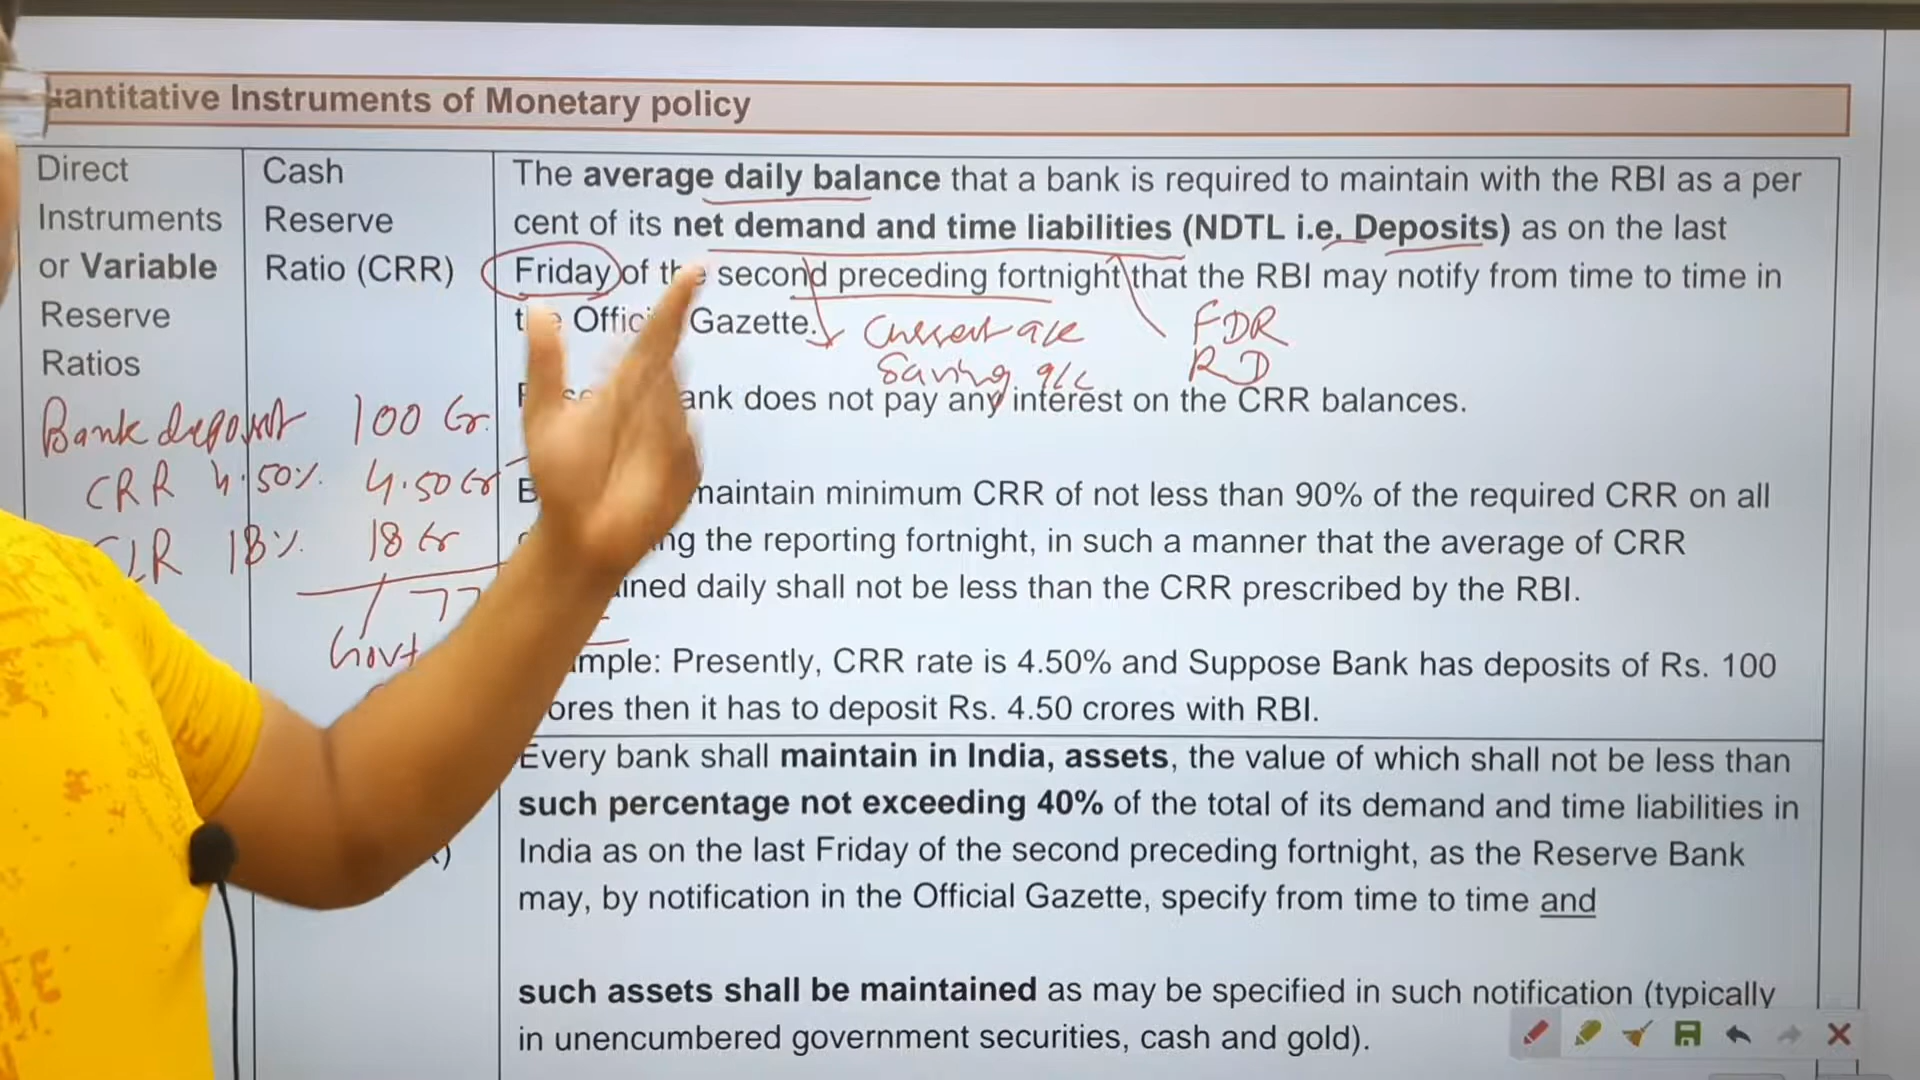 Quantitative Instruments of Monetary policy
Direct
Instruments
or Variable
Reserve
Ratios
Cash
Reserve
Ratio (CRR)
The average daily balance that a bank is required to maintain with the RBI as a per
cent of its net demand and time liabilities (NDTL i.e. Deposits) as on the last
Friday of the second preceding fortnight that the RBI may notify from time to time in
Gazette.
Current a/c
Saving a/c
FDR
RD
does not pay any interest on the CRR balances.
maintain minimum CRR of not less than 90% of the required CRR on all
the reporting fortnight, in such a manner that the average of CRR
daily shall not be less than the CRR prescribed by the RBI.
Presently, CRR rate is 4.50% and Suppose Bank has deposits of Rs. 100
then it has to deposit Rs. 4.50 crores with RBI.
Bank deposit 100 Cr.
CRR 4.50% 4.50 Cr
18% 18 Cr
77
Govt
Every bank shall maintain in India, assets, the value of which shall not be less than
such percentage not exceeding 40% of the total of its demand and time liabilities in
India as on the last Friday of the second preceding fortnight, as the Reserve Bank
may, by notification in the Official Gazette, specify from time to time and
such assets shall be maintained as may be specified in such notification (typically
in unencumbered government securities, cash and gold).